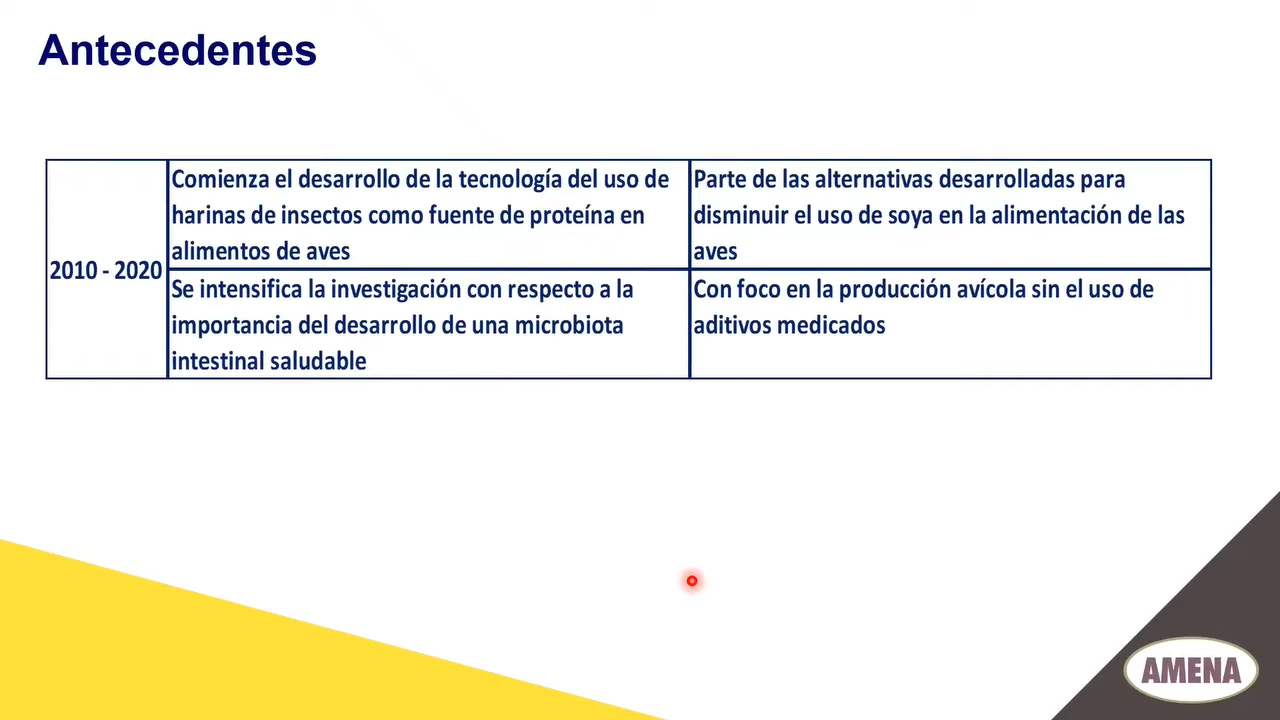 Antecedentes
2010 - 2020
Comienza el desarrollo de la tecnología del uso de
harinas de insectos como fuente de proteína en
alimentos de aves
Parte de las alternativas desarrolladas para
disminuir el uso de soya en la alimentación de las
aves
Se intensifica la investigación con respecto a la
importancia del desarrollo de una microbiota
intestinal saludable
Con foco en la producción avícola sin el uso de
aditivos medicados
AMENA